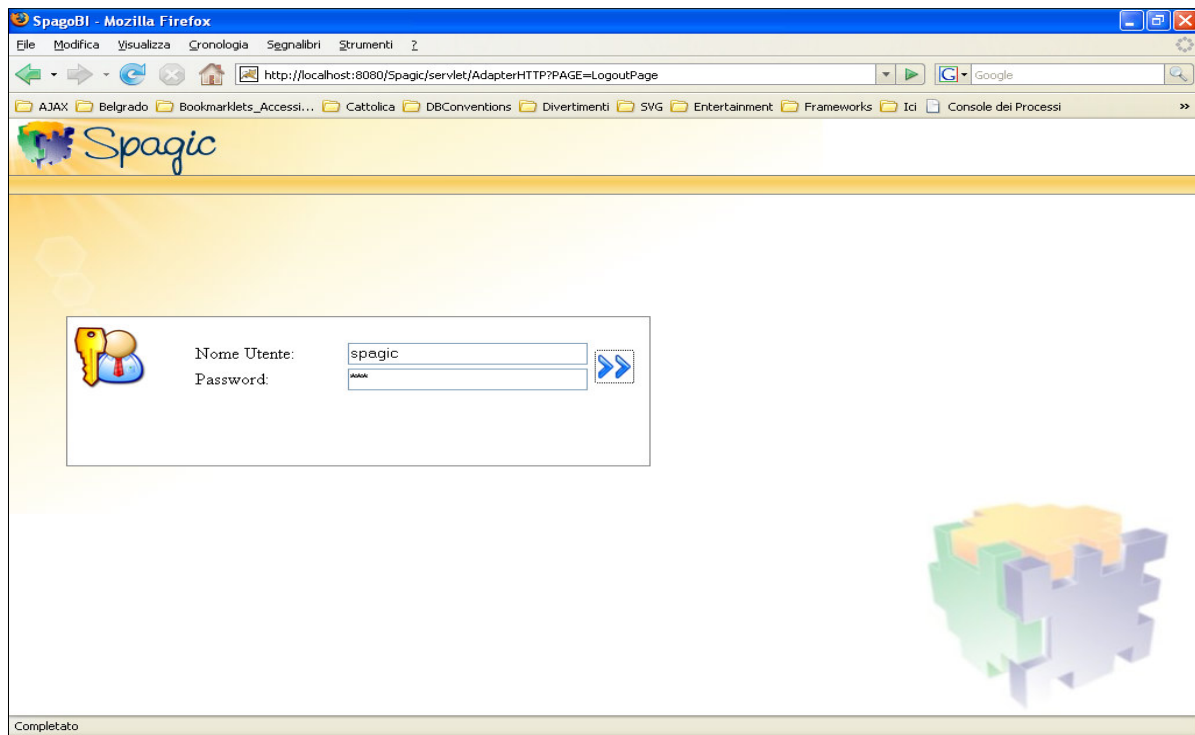 SpagoBI - Mozilla Firefox
File Modifica Visualizza Cronologia Segnalibri Strumenti ?
http://localhost:8080/Spagic/servlet/AdapterHTTP?PAGE=LogoutPage G Google
AJAX Belgrado Bookmarklets_Accessi... Cattolica DBConventions Divertimenti SVG Entertainment Frameworks Ici Console dei Processi »
Spagic
Nome Utente: spagic
Password: ****
Completato